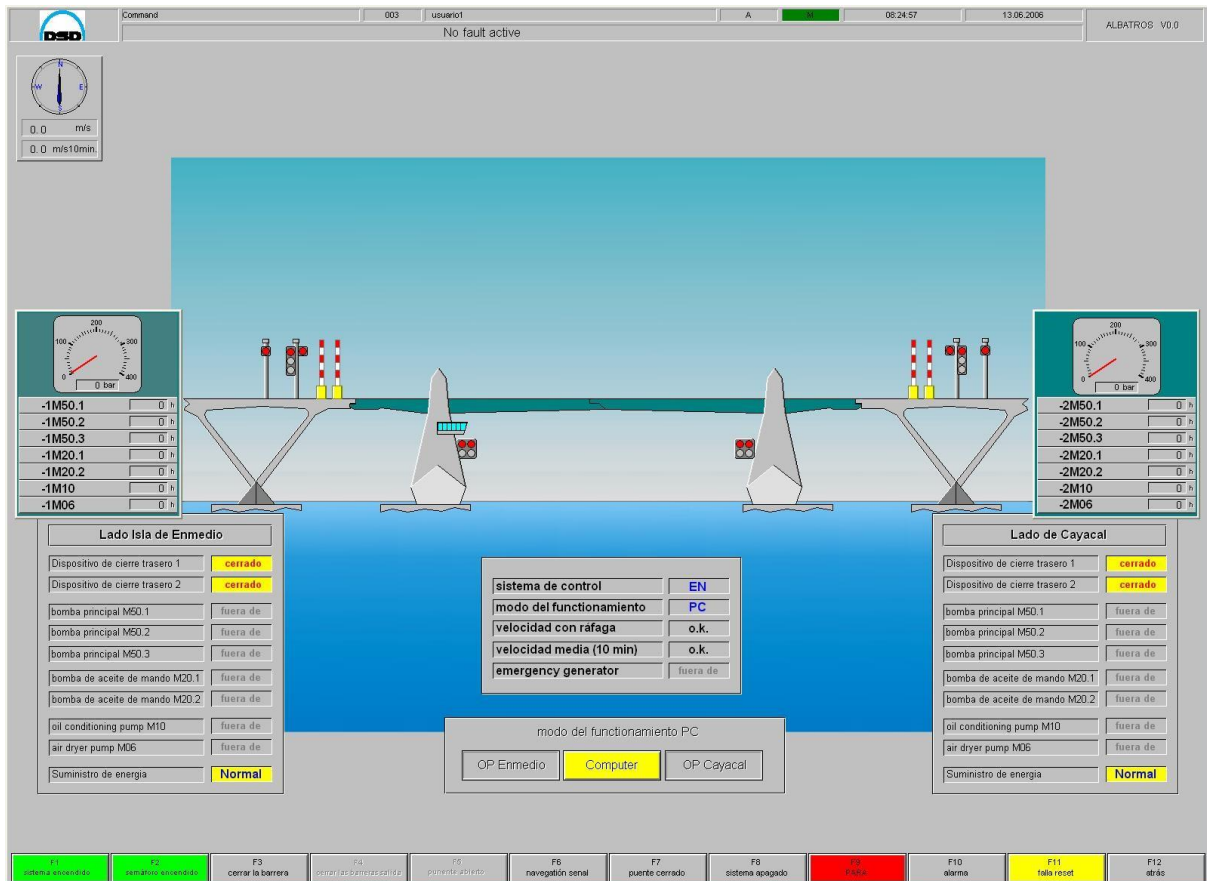 DSD
Command 003 usuario1 A M 08:24:57 13.06.2006
ALBATROS V0.0
No fault active
N
W E
S
0.0 m/s
0.0 m/s10min.
200
100 300
0 400
0 bar
-1M50.1 0 h
-1M50.2 0 h
-1M50.3 0 h
-1M20.1 0 h
-1M20.2 0 h
-1M10 0 h
-1M06 0 h
200
100 300
0 400
0 bar
-2M50.1 0 h
-2M50.2 0 h
-2M50.3 0 h
-2M20.1 0 h
-2M20.2 0 h
-2M10 0 h
-2M06 0 h
Lado Isla de Enmedio
Dispositivo de cierre trasero 1 cerrado
Dispositivo de cierre trasero 2 cerrado
bomba principal M50.1 fuera de
bomba principal M50.2 fuera de
bomba principal M50.3 fuera de
bomba de aceite de mando M20.1 fuera de
bomba de aceite de mando M20.2 fuera de
oil conditioning pump M10 fuera de
air dryer pump M06 fuera de
Suministro de energia Normal
sistema de control EN
modo del functionamiento PC
velocidad con ráfaga o.k.
velocidad media (10 min) o.k.
emergency generator fuera de
modo del functionamiento PC
OP Enmedio Computer OP Cayacal
Lado de Cayacal
Dispositivo de cierre trasero 1 cerrado
Dispositivo de cierre trasero 2 cerrado
bomba principal M50.1 fuera de
bomba principal M50.2 fuera de
bomba principal M50.3 fuera de
bomba de aceite de mando M20.1 fuera de
bomba de aceite de mando M20.2 fuera de
oil conditioning pump M10 fuera de
air dryer pump M06 fuera de
Suministro de energia Normal
F1 F2 F3 F4 F5 F6 F7 F8 F9 F10 F11 F12
sistema encendido semáforo encendido cerrar la barrera cerrar las barreras salida punente abierto navegatión senal puente cerrado sistema apagado PARA alarma falla reset atrás